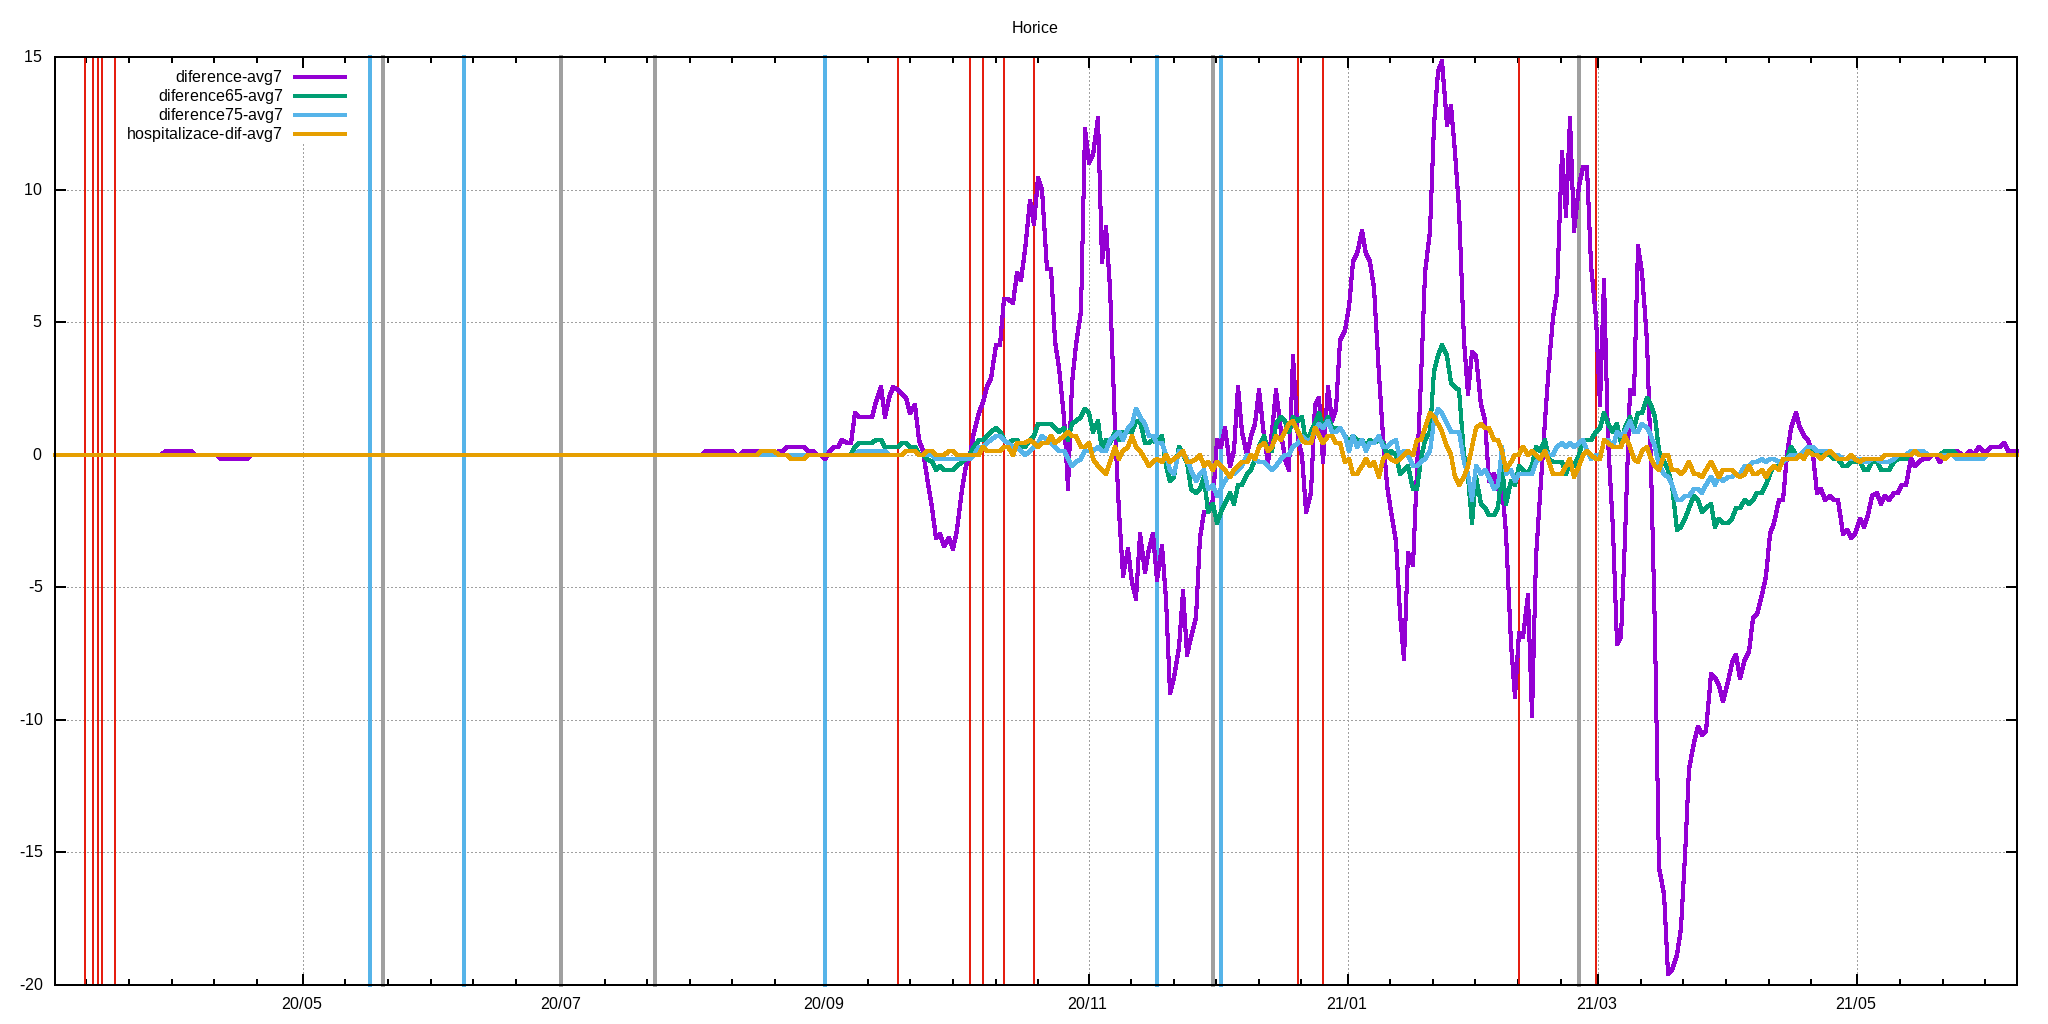 Horice
diference-avg7
diference65-avg7
diference75-avg7
hospitalizace-dif-avg7
15
10
5
0
-5
-10
-15
-20
20/05 20/07 20/09 20/11 21/01 21/03 21/05